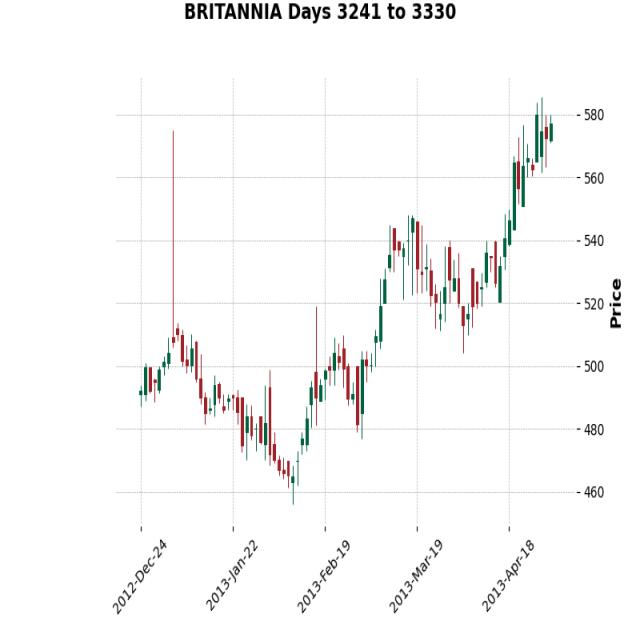 BRITANNIA Days 3241 to 3330
580
560
540
520
500
480
460
Price
2012-Dec-24
2013-Jan-22
2013-Feb-19
2013-Mar-19
2013-Apr-18